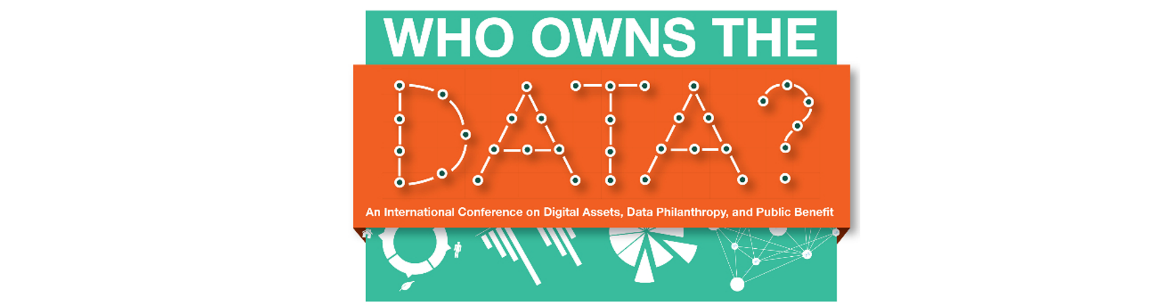 WHO OWNS THE
DATA?
An International Conference on Digital Assets, Data Philanthropy, and Public Benefit